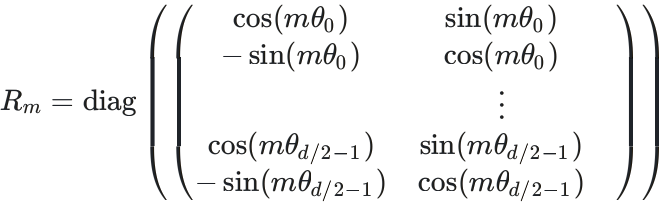 R_m = diag ( ( cos(mθ_0) sin(mθ_0)
− sin(mθ_0) cos(mθ_0)
⋮
cos(mθ_{d/2−1}) sin(mθ_{d/2−1})
− sin(mθ_{d/2−1}) cos(mθ_{d/2−1}) ) )